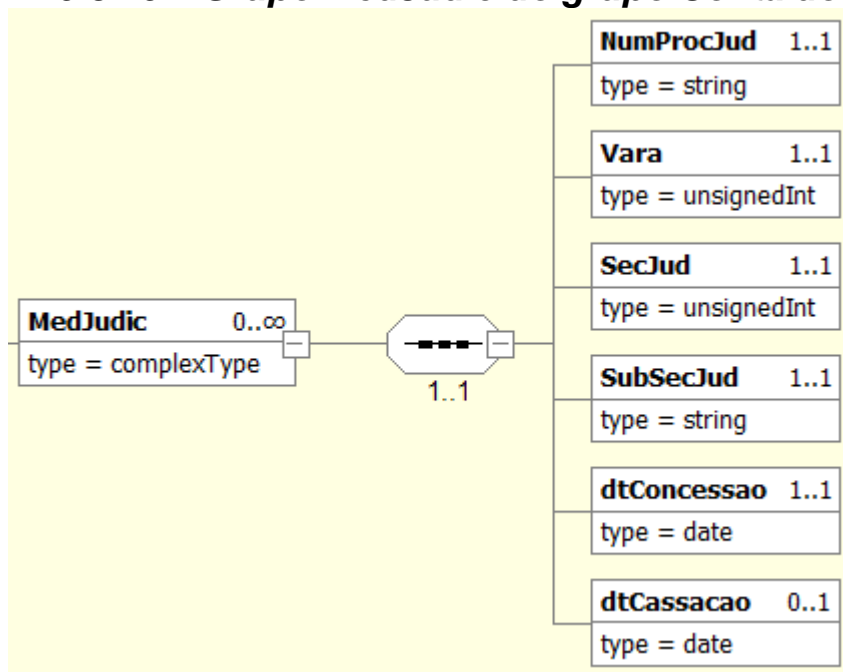 NumProcJud 1..1
type = string
Vara 1..1
type = unsignedInt
SecJud 1..1
type = unsignedInt
MedJudic 0..∞
type = complexType
1..1
SubSecJud 1..1
type = string
dtConcessao 1..1
type = date
dtCassacao 0..1
type = date